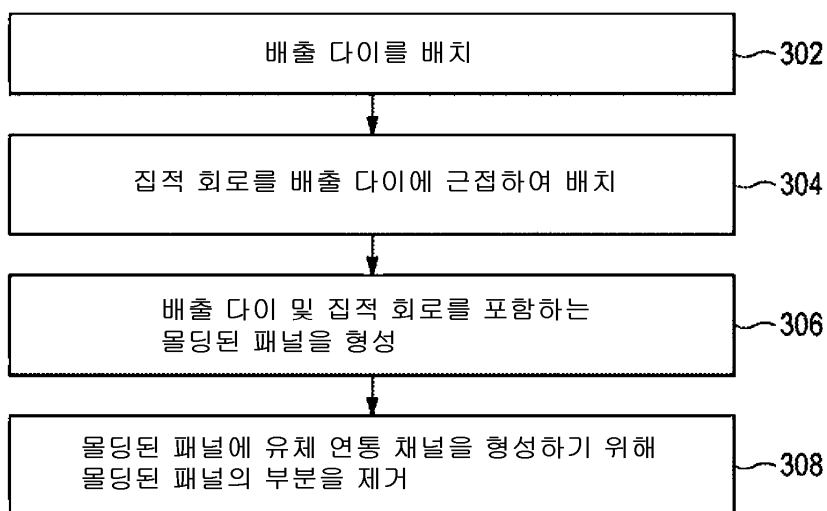 배출 다이를 배치
302
집적 회로를 배출 다이에 근접하여 배치
304
배출 다이 및 집적 회로를 포함하는
몰딩된 패널을 형성
306
몰딩된 패널에 유체 연통 채널을 형성하기 위해
몰딩된 패널의 부분을 제거
308